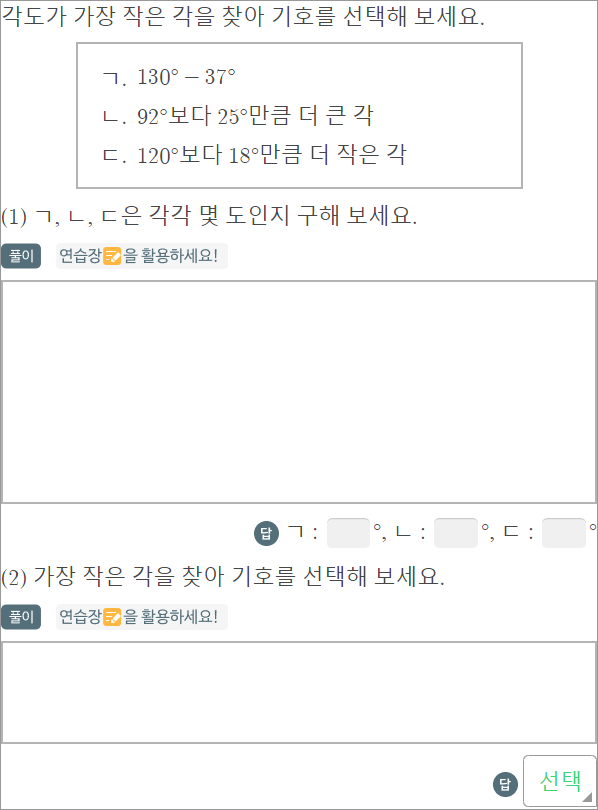 각도가 가장 작은 각을 찾아 기호를 선택해 보세요.
ㄱ. 130° − 37°
ㄴ. 92°보다 25°만큼 더 큰 각
ㄷ. 120°보다 18°만큼 더 작은 각
(1) ㄱ, ㄴ, ㄷ은 각각 몇 도인지 구해 보세요.
풀이 연습장을 활용하세요!
답 ㄱ : °, ㄴ : °, ㄷ : °
(2) 가장 작은 각을 찾아 기호를 선택해 보세요.
풀이 연습장을 활용하세요!
답 선택